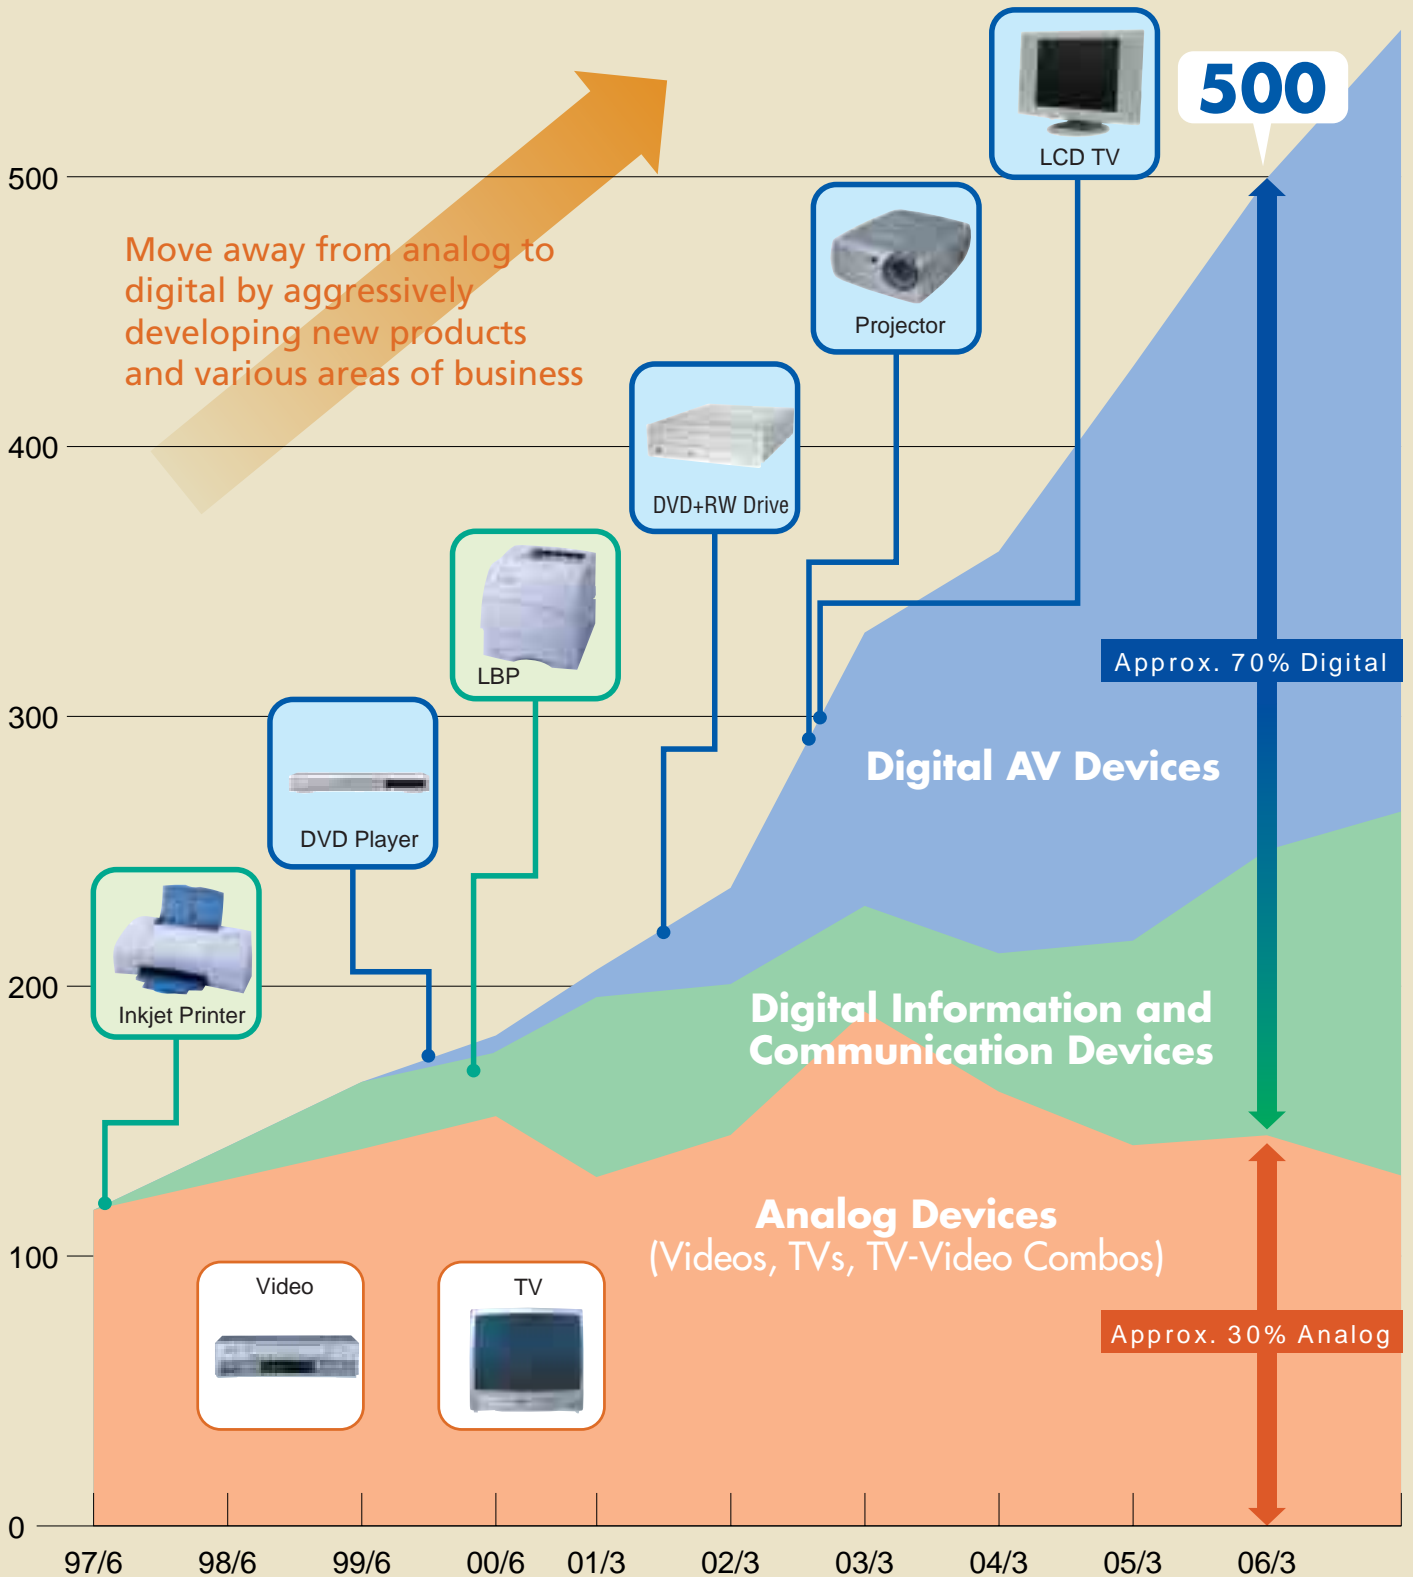 LCD TV
500
500
Move away from analog to
digital by aggressively
developing new products
and various areas of business
Projector
400
DVD+RW Drive
LBP
Approx. 70% Digital
300
Digital AV Devices
DVD Player
200
Inkjet Printer
Digital Information and
Communication Devices
Analog Devices
(Videos, TVs, TV-Video Combos)
100
Video
TV
Approx. 30% Analog
0
97/6 98/6 99/6 00/6 01/3 02/3 03/3 04/3 05/3 06/3